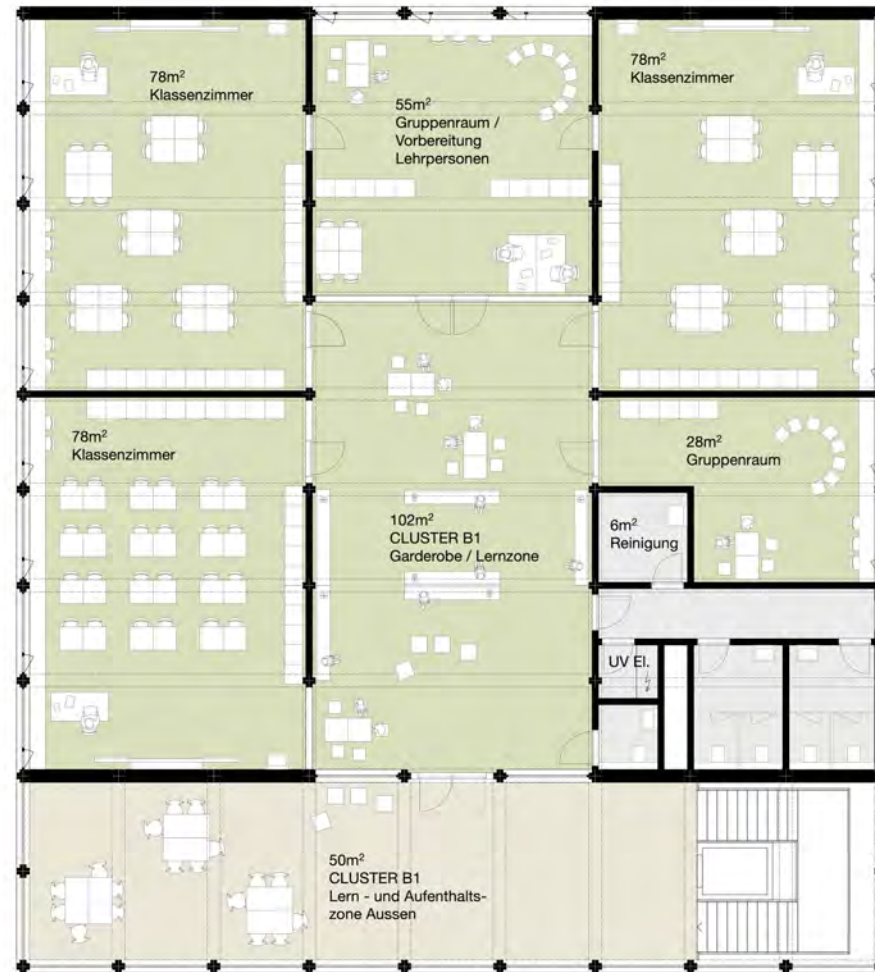 78m²
Klassenzimmer
55m²
Gruppenraum /
Vorbereitung
Lehrpersonen
78m²
Klassenzimmer
78m²
Klassenzimmer
28m²
Gruppenraum
102m²
CLUSTER B1
Garderobe / Lernzone
6m²
Reinigung
UV El.
50m²
CLUSTER B1
Lern - und Aufenthalts-
zone Aussen